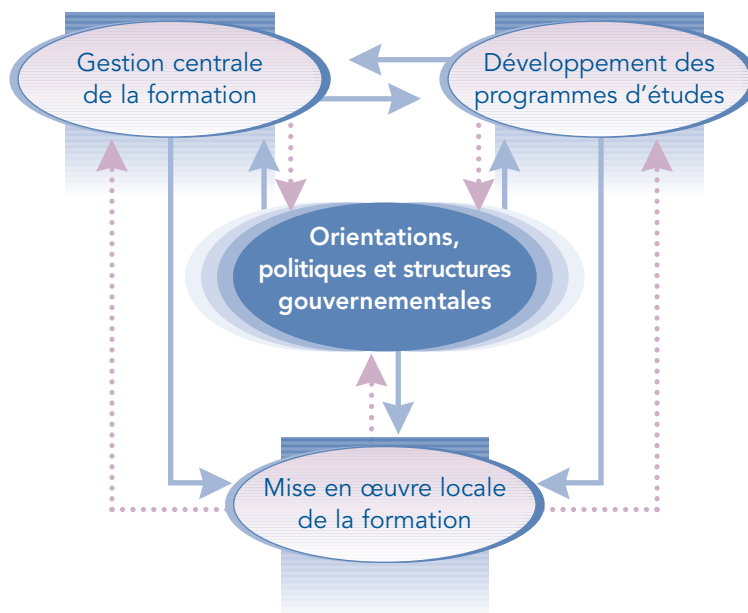 Gestion centrale
de la formation
Développement des
programmes d’études
Orientations,
politiques et structures
gouvernementales
Mise en œuvre locale
de la formation